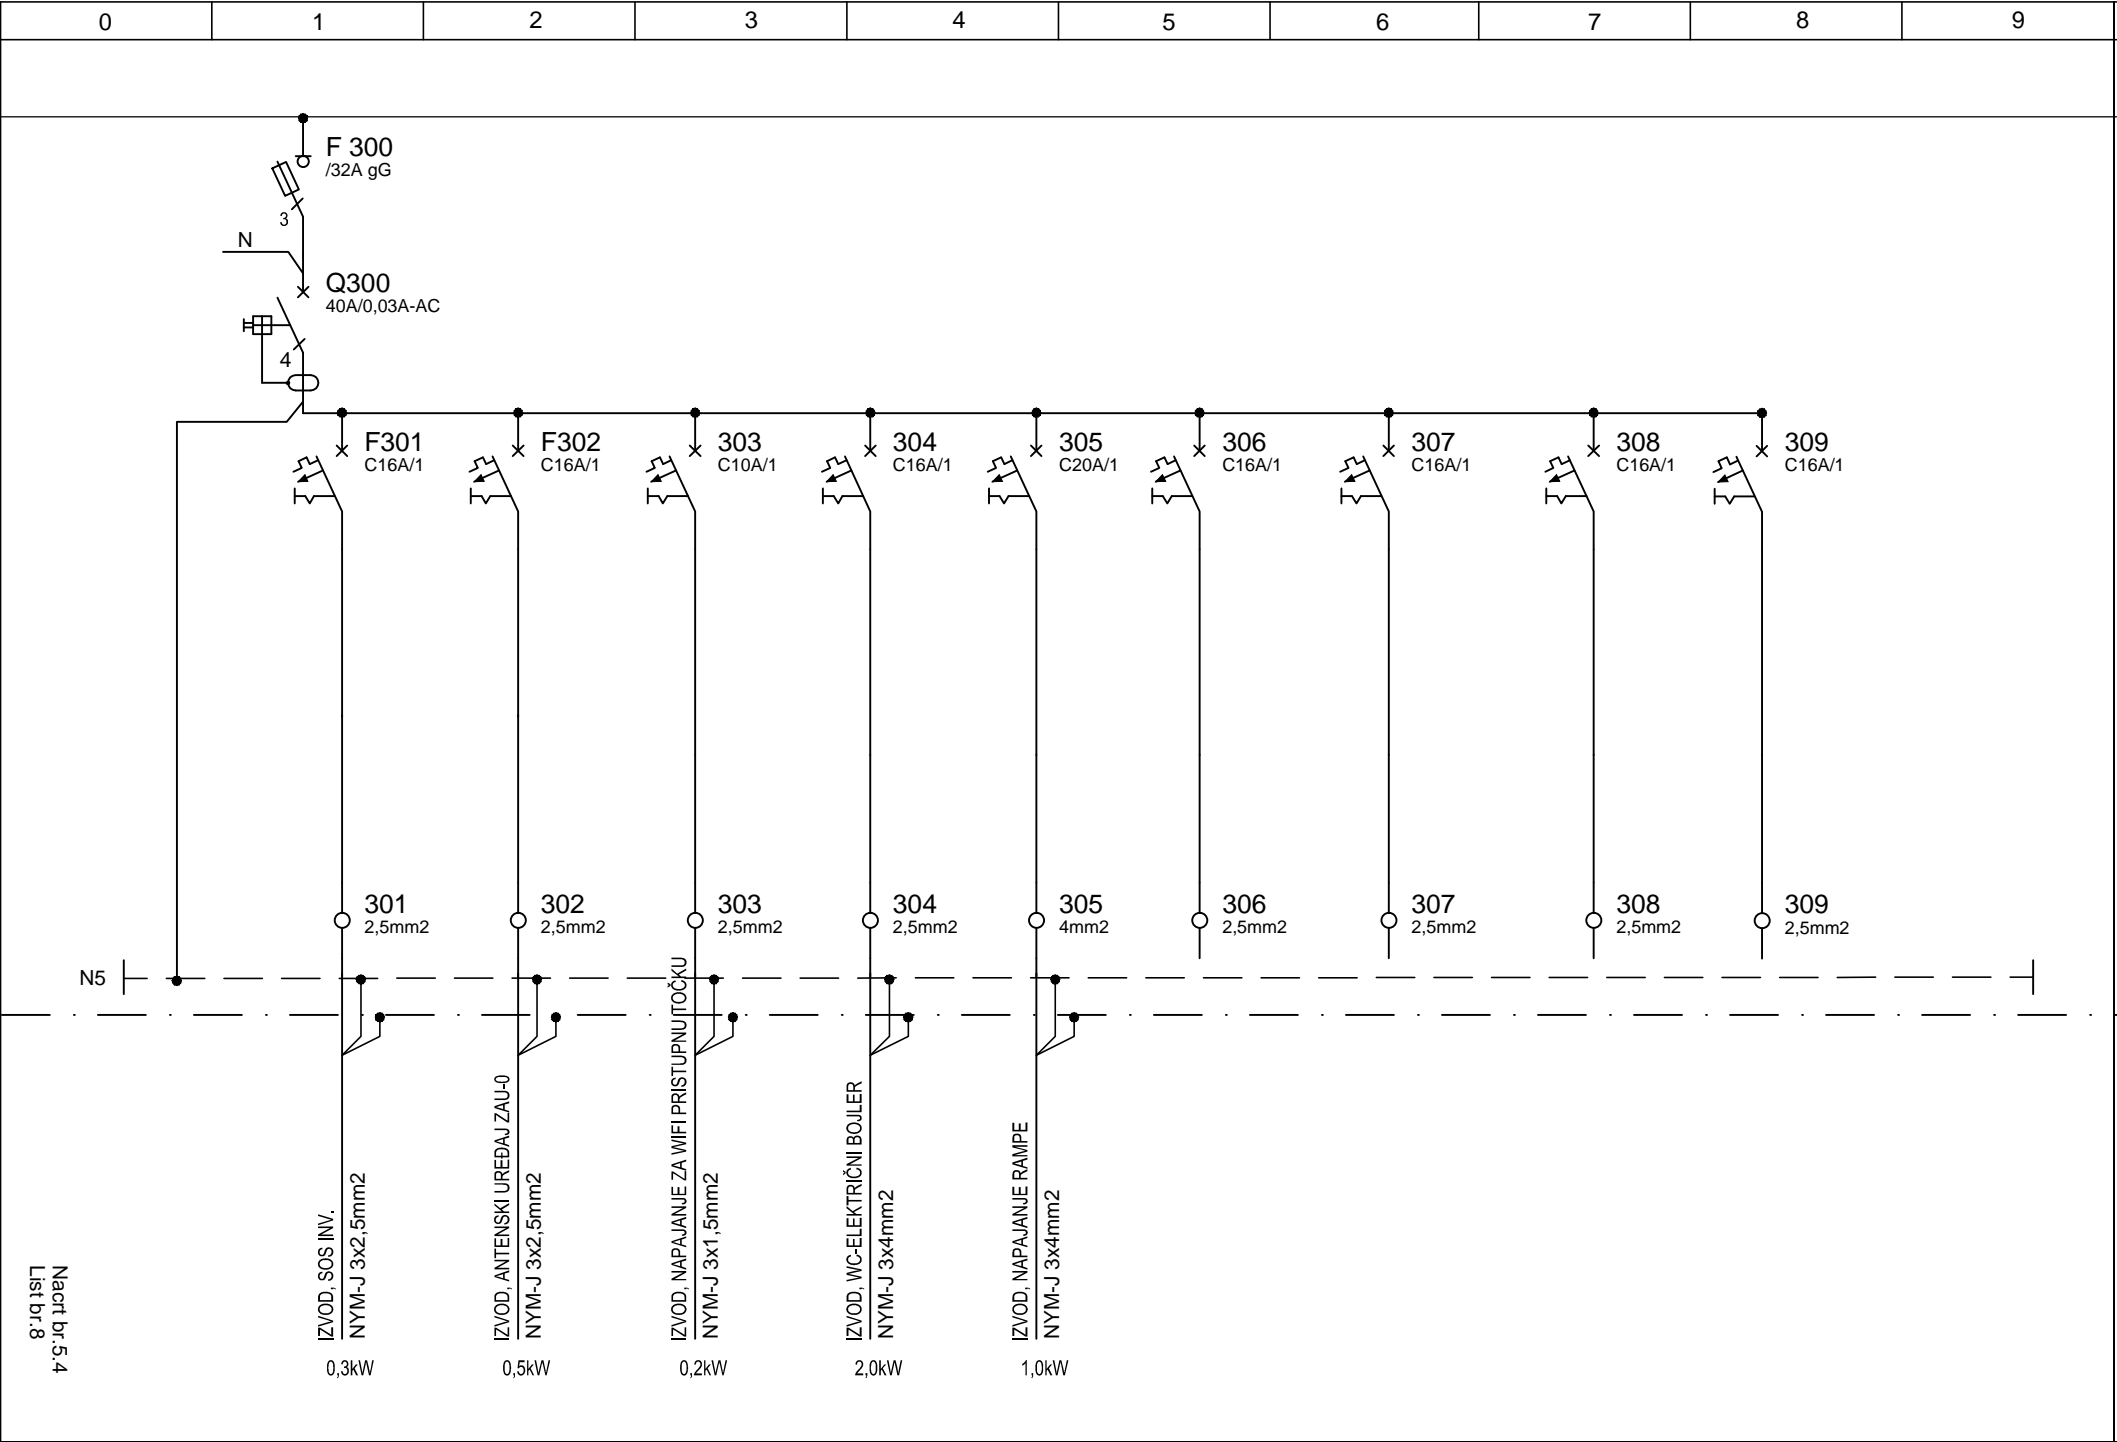 0 1 2 3 4 5 6 7 8 9
F 300
/32A gG
3
N
Q300
40A/0,03A-AC
4
F301
C16A/1
F302
C16A/1
303
C10A/1
304
C16A/1
305
C20A/1
306
C16A/1
307
C16A/1
308
C16A/1
309
C16A/1
301
2,5mm2
302
2,5mm2
303
2,5mm2
304
2,5mm2
305
4mm2
306
2,5mm2
307
2,5mm2
308
2,5mm2
309
2,5mm2
N5
IZVOD, SOS INV.
NYM-J 3x2,5mm2
0,3kW
IZVOD, ANTENSKI UREĐAJ ZAU-0
NYM-J 3x2,5mm2
0,5kW
IZVOD, NAPAJANJE ZA WIFI PRISTUPNU TOČKU
NYM-J 3x1,5mm2
0,2kW
IZVOD, WC-ELEKTRIČNI BOJLER
NYM-J 3x4mm2
2,0kW
IZVOD, NAPAJANJE RAMPE
NYM-J 3x4mm2
1,0kW
Nacrt br.5.4
List br.8